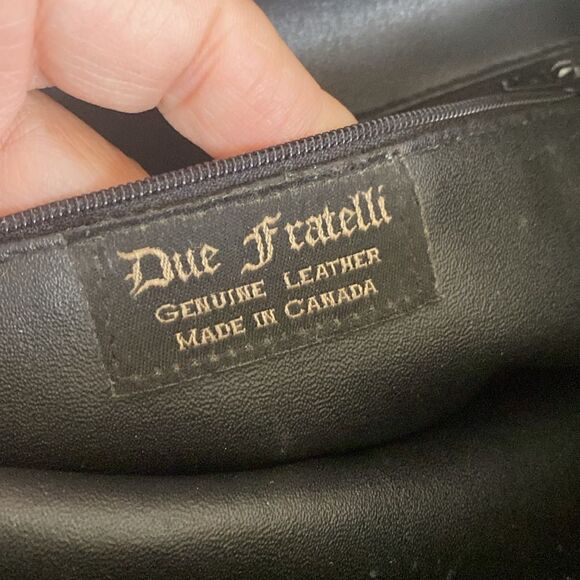 Due Fratelli
GENUINE LEATHER
MADE IN CANADA